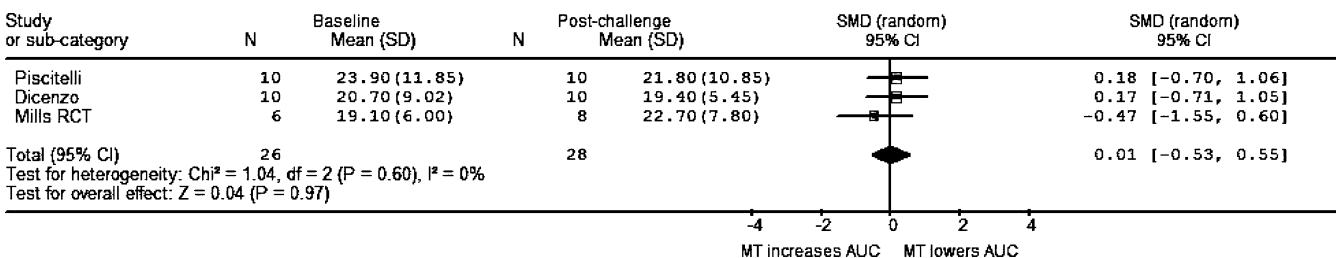 Study Baseline Post-challenge SMD (random) SMD (random)
or sub-category N Mean (SD) N Mean (SD) 95% CI 95% CI
Piscitelli 10 23.90(11.85) 10 21.80(10.85) 0.18 [-0.70, 1.06]
Dicenzo 10 20.70(9.02) 10 19.40(5.45) 0.17 [-0.71, 1.05]
Mills RCT 6 19.10(6.00) 8 22.70(7.80) -0.47 [-1.55, 0.60]
Total (95% CI) 26 28 0.01 [-0.53, 0.55]
Test for heterogeneity: Chi² = 1.04, df = 2 (P = 0.60), I² = 0%
Test for overall effect: Z = 0.04 (P = 0.97)
-4 -2 0 2 4
MT increases AUC MT lowers AUC